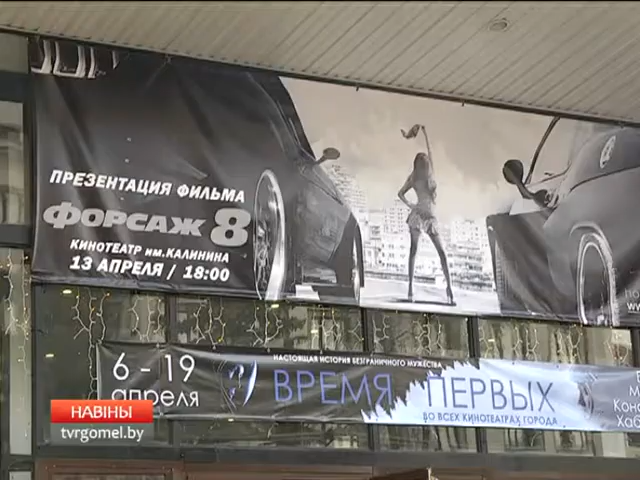 ПРЕЗЕНТАЦИЯ ФИЛЬМА
ФОРСАЖ 8
КИНОТЕАТР ИМ.КАЛИНИНА
13 АПРЕЛЯ / 18:00
6 - 19
апреля
НАСТОЯЩАЯ ИСТОРИЯ БЕЗГРАНИЧНОГО МУЖЕСТВА
ВРЕМЯ ПЕРВЫХ
ВО ВСЕХ КИНОТЕАТРАХ ГОРОДА
НАВІНЫ
tvrgomel.by